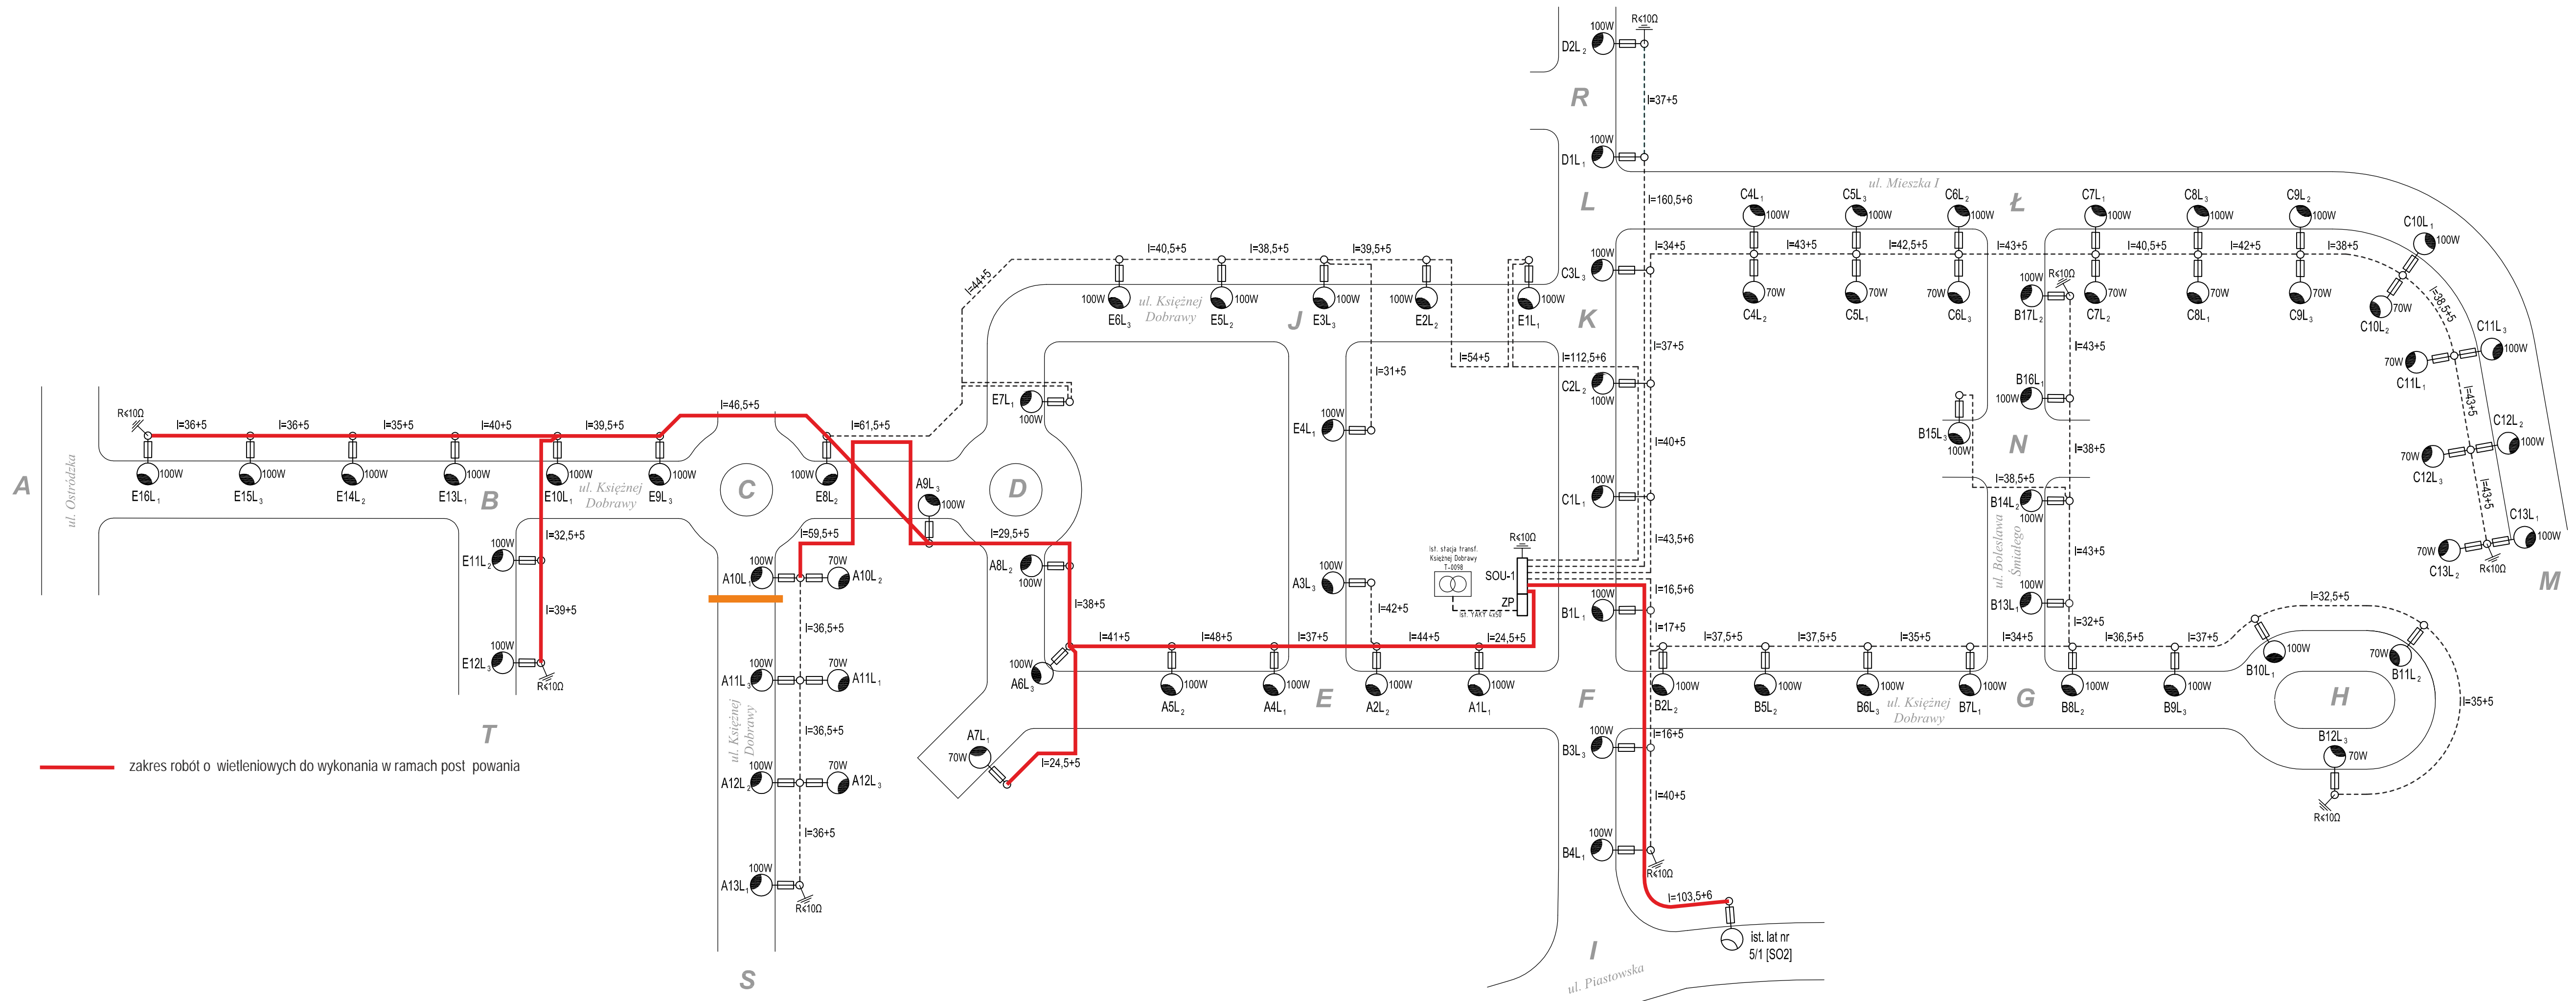 100W
R≤10Ω
D2L₂
R
l=37+5
100W
D1L₁
ul. Mieszka I
L
l=160,5+6
C4L₁
100W
C5L₃
100W
C6L₂
100W
Ł
C7L₁
100W
C8L₃
100W
C9L₂
100W
C10L₁
100W
l=40,5+5
l=38,5+5
l=39,5+5
100W
C3L₃
l=34+5
l=43+5
l=42,5+5
l=43+5
l=40,5+5
l=42+5
l=38+5
l=44+5
100W
E6L₃
ul. Księżnej
Dobrawy
100W
E5L₂
J
100W
E3L₃
100W
E2L₂
100W
E1L₁
K
70W
C4L₂
70W
C5L₁
70W
C6L₃
100W
R≤10Ω
B17L₂
70W
C7L₂
70W
C8L₁
70W
C9L₃
70W
C10L₂
l=38,5+5
C11L₃
100W
70W
C11L₁
l=54+5
l=112,5+6
l=37+5
l=43+5
l=31+5
100W
C2L₂
B16L₁
100W
E7L₁
100W
R≤10Ω
l=36+5
l=36+5
l=35+5
l=40+5
l=39,5+5
l=46,5+5
l=61,5+5
100W
E4L₁
l=40+5
B15L₃
100W
N
l=38+5
l=43+5
C12L₂
100W
70W
C12L₃
A
ul. Ostródzka
100W
E16L₁
100W
E15L₃
100W
E14L₂
100W
E13L₁
B
100W
E10L₁
ul. Księżnej
Dobrawy
100W
E9L₃
C
100W
E8L₂
A9L₃
100W
D
100W
C1L₁
l=38,5+5
B14L₂
100W
l=43+5
C13L₁
100W
70W
C13L₂
R≤10Ω
M
l=32,5+5
100W
E11L₂
l=59,5+5
l=29,5+5
R≤10Ω
Ist. stacja transf.
Księżnej Dobrawy
T-0098
SOU-1
ZP
ist. YAKY 4x50
l=43,5+6
ul. Bolesława
Śmiałego
l=43+5
100W
A10L₁
70W
A10L₂
A8L₂
100W
100W
A3L₃
100W
B1L₁
l=16,5+6
100W
B13L₁
l=39+5
l=36,5+5
l=38+5
l=42+5
l=17+5
l=32+5
l=32,5+5
l=41+5
l=48+5
l=37+5
l=44+5
l=24,5+5
l=37,5+5
l=37,5+5
l=35+5
l=34+5
l=36,5+5
l=37+5
100W
E12L₃
R≤10Ω
100W
A11L₃
70W
A11L₁
100W
A6L₃
100W
A5L₂
100W
A4L₁
E
100W
A2L₂
100W
A1L₁
F
100W
B2L₂
100W
B5L₂
100W
B6L₃
ul. Księżnej
Dobrawy
100W
B7L₁
G
100W
B8L₂
100W
B9L₃
100W
B10L₁
70W
B11L₂
H
l=35+5
T
ul. Księżnej
Dobrawy
l=36,5+5
A7L₁
70W
l=24,5+5
100W
B3L₃
l=16+5
B12L₃
70W
R≤10Ω
zakres robót o wietleniowych do wykonania w ramach post powania
100W
A12L₂
70W
A12L₃
l=40+5
l=36+5
100W
B4L₁
R≤10Ω
100W
A13L₁
R≤10Ω
l=103,5+6
ist. lat nr
5/1 [SO2]
I
ul. Piastowska
S